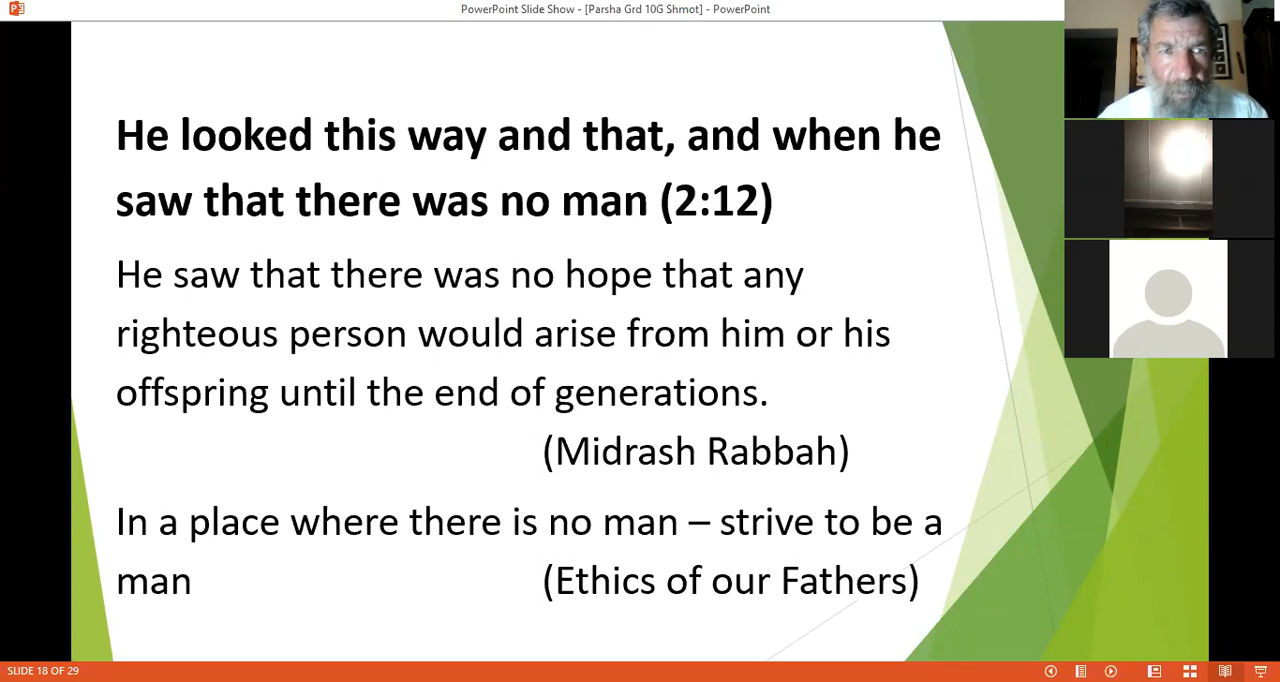 PowerPoint Slide Show - [Parsha Grd 10G Shmot] - PowerPoint
He looked this way and that, and when he
saw that there was no man (2:12)
He saw that there was no hope that any
righteous person would arise from him or his
offspring until the end of generations.
(Midrash Rabbah)
In a place where there is no man – strive to be a
man (Ethics of our Fathers)
SLIDE 18 OF 29